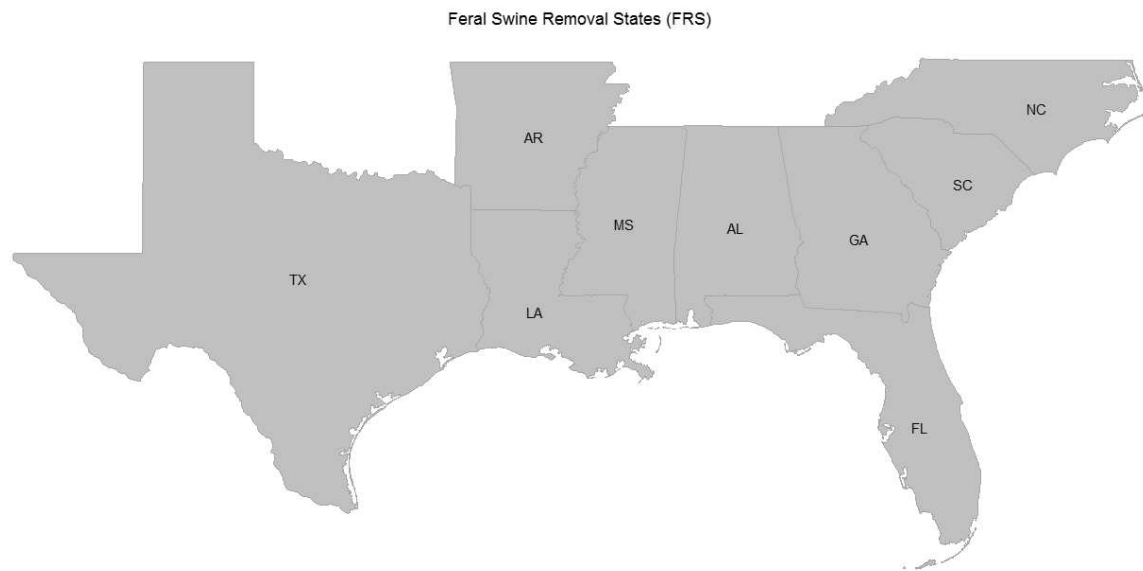 Feral Swine Removal States (FRS)
NC
AR
SC
MS
AL
GA
TX
LA
FL